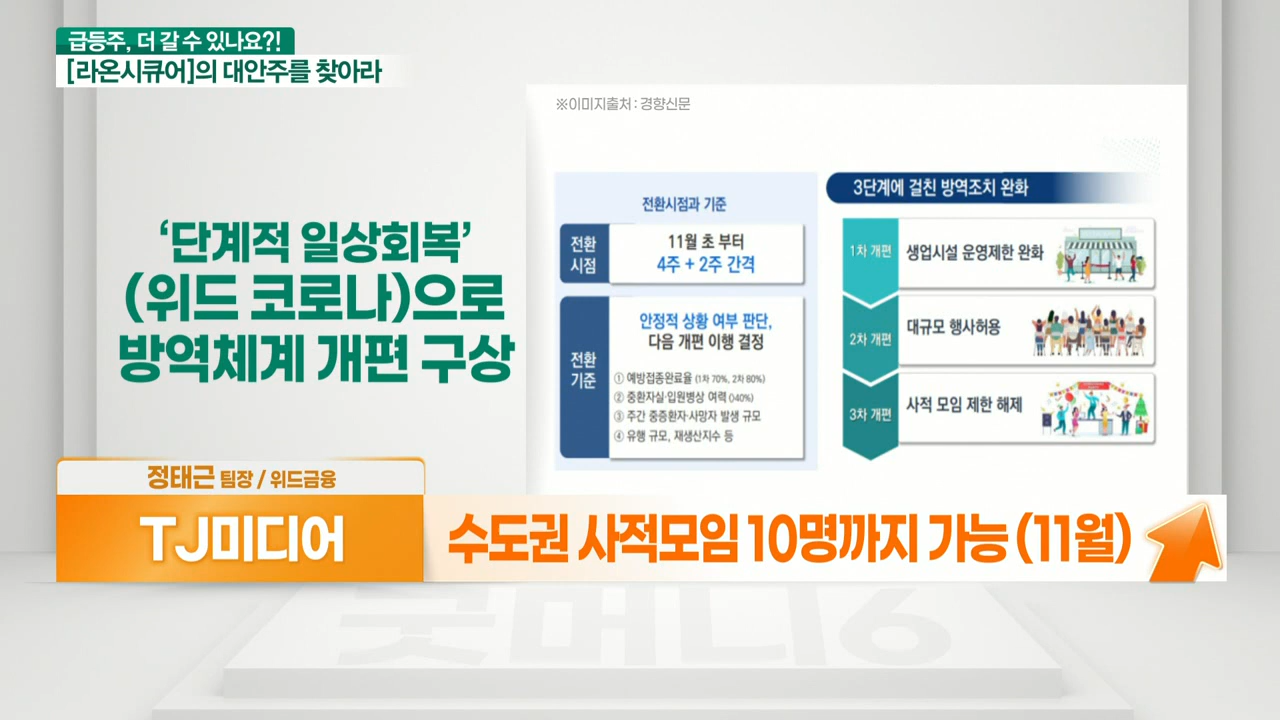 급등주, 더 갈 수 있나요?!
[라온시큐어]의 대안주를 찾아라
※이미지출처 : 경향신문
‘단계적 일상회복’
(위드 코로나)으로
방역체계 개편 구상
전환시점과 기준
전환
시점
11월 초 부터
4주 + 2주 간격
전환
기준
안정적 상황 여부 판단,
다음 개편 이행 결정
① 예방접종완료율 (1차 70%, 2차 80%)
② 중환자실·입원병상 여력 (>40%)
③ 주간 중증환자·사망자 발생 규모
④ 유행 규모, 재생산지수 등
3단계에 걸친 방역조치 완화
1차 개편
생업시설 운영제한 완화
2차 개편
대규모 행사허용
3차 개편
사적 모임 제한 해제
정태근 팀장 / 위드금융
TJ미디어
수도권 사적모임 10명까지 가능 (11월)
굿머니6